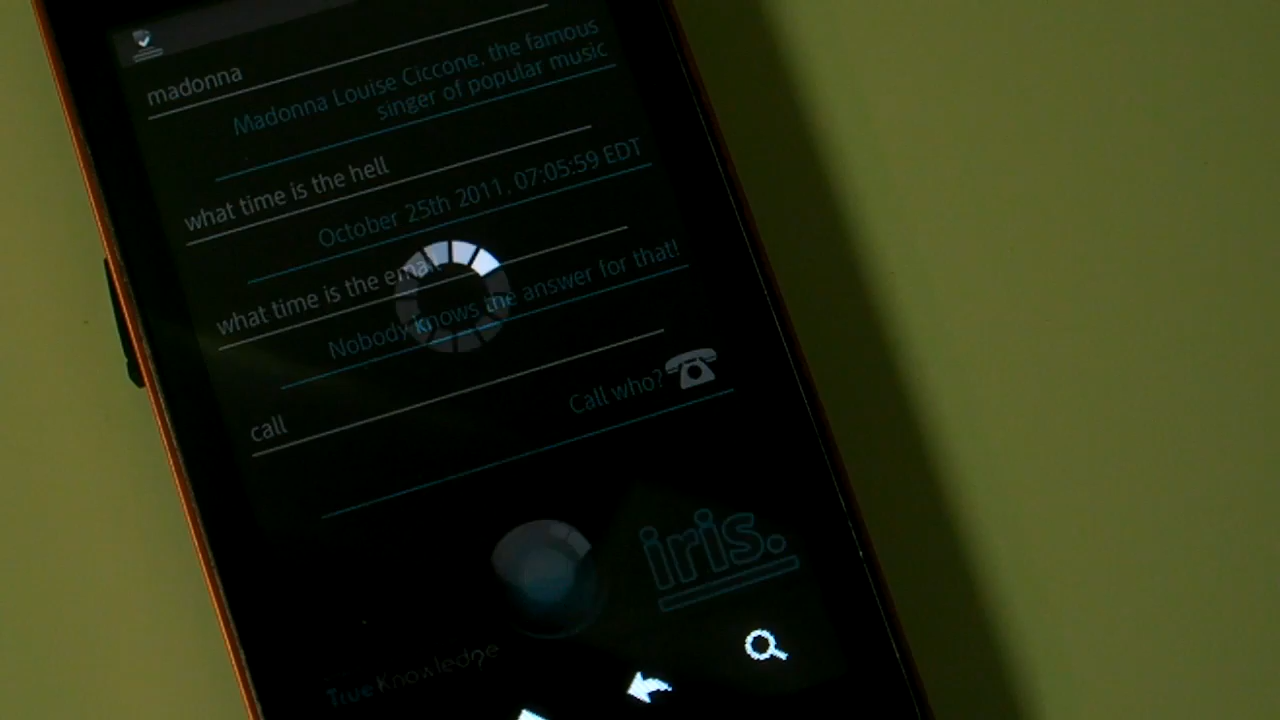 madonna
Madonna Louise Ciccone, the famous
singer of popular music
what time is the hell
October 25th 2011, 07:05:59 EDT
what time is the email
Nobody knows the answer for that!
call
Call who?
iris.
True Knowledge